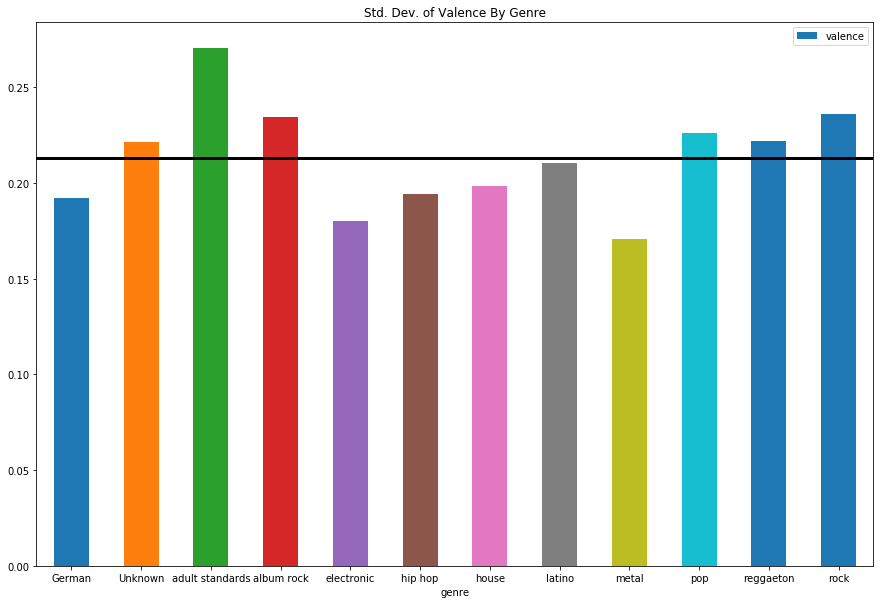 Std. Dev. of Valence By Genre
valence
0.25
0.20
0.15
0.10
0.05
0.00
German Unknown adult standards album rock electronic hip hop house latino metal pop reggaeton rock
genre